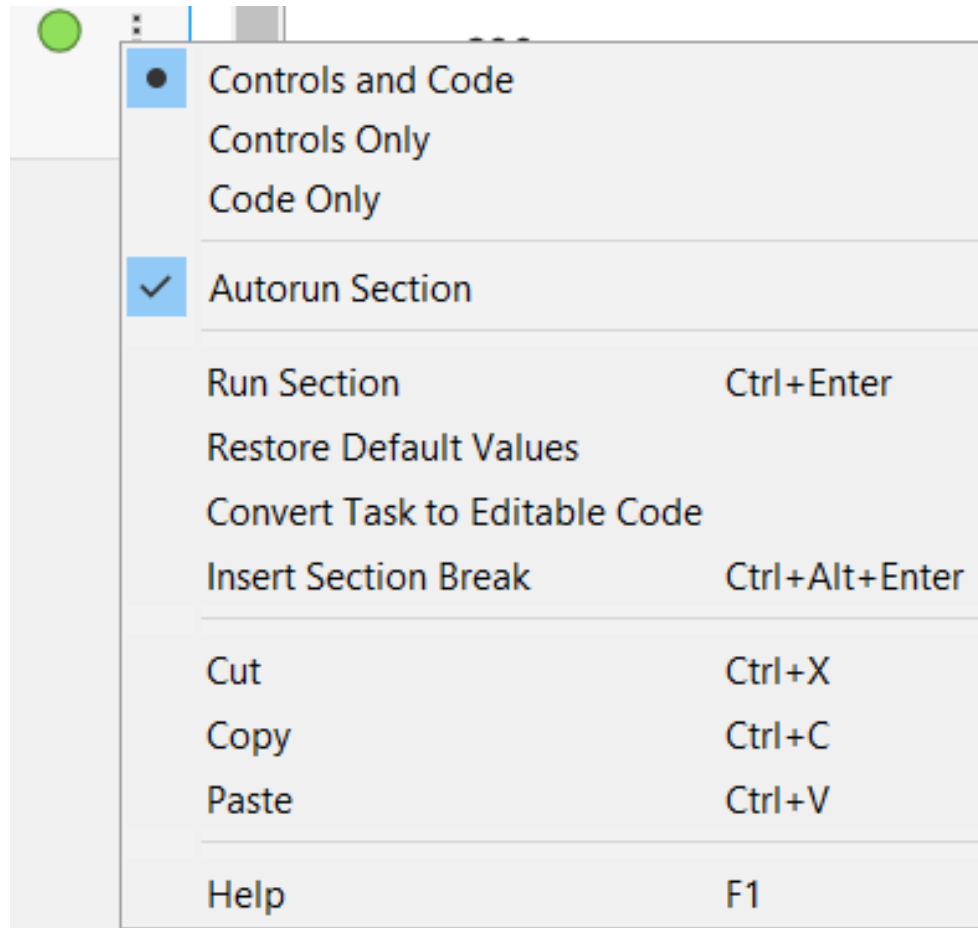 Controls and Code
Controls Only
Code Only
Autorun Section
Run Section Ctrl+Enter
Restore Default Values
Convert Task to Editable Code
Insert Section Break Ctrl+Alt+Enter
Cut Ctrl+X
Copy Ctrl+C
Paste Ctrl+V
Help F1